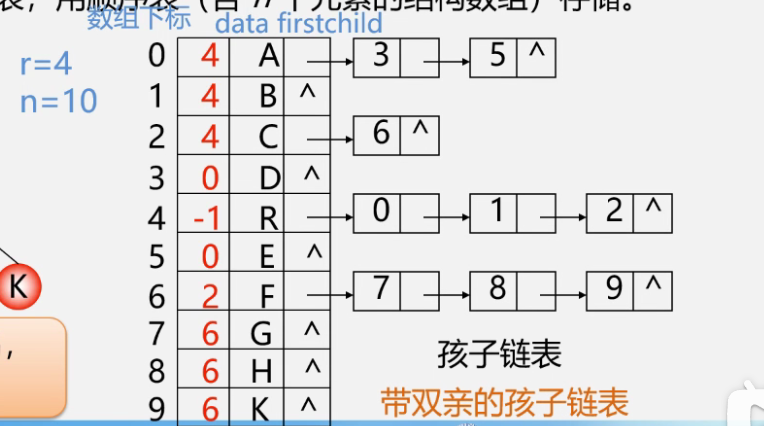 表，用顺序表（含 n 个元素的结构数组）存储。
数组下标 data firstchild
r=4
n=10
0 4 A 3 5 ^
1 4 B ^
2 4 C 6 ^
3 0 D ^
4 -1 R 0 1 2 ^
5 0 E ^
K
6 2 F 7 8 9 ^
7 6 G ^
孩子链表
，
8 6 H ^
带双亲的孩子链表
9 6 K ^